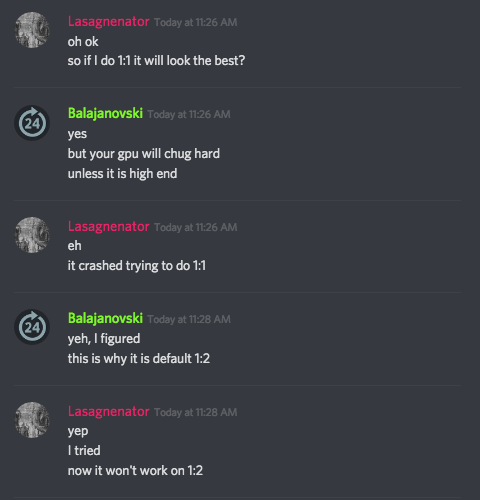 Lasagnenator Today at 11:26 AM
oh ok
so if I do 1:1 it will look the best?
24
Balajanovski Today at 11:26 AM
yes
but your gpu will chug hard
unless it is high end
Lasagnenator Today at 11:26 AM
eh
it crashed trying to do 1:1
24
Balajanovski Today at 11:28 AM
yeh, I figured
this is why it is default 1:2
Lasagnenator Today at 11:28 AM
yep
I tried
now it won't work on 1:2